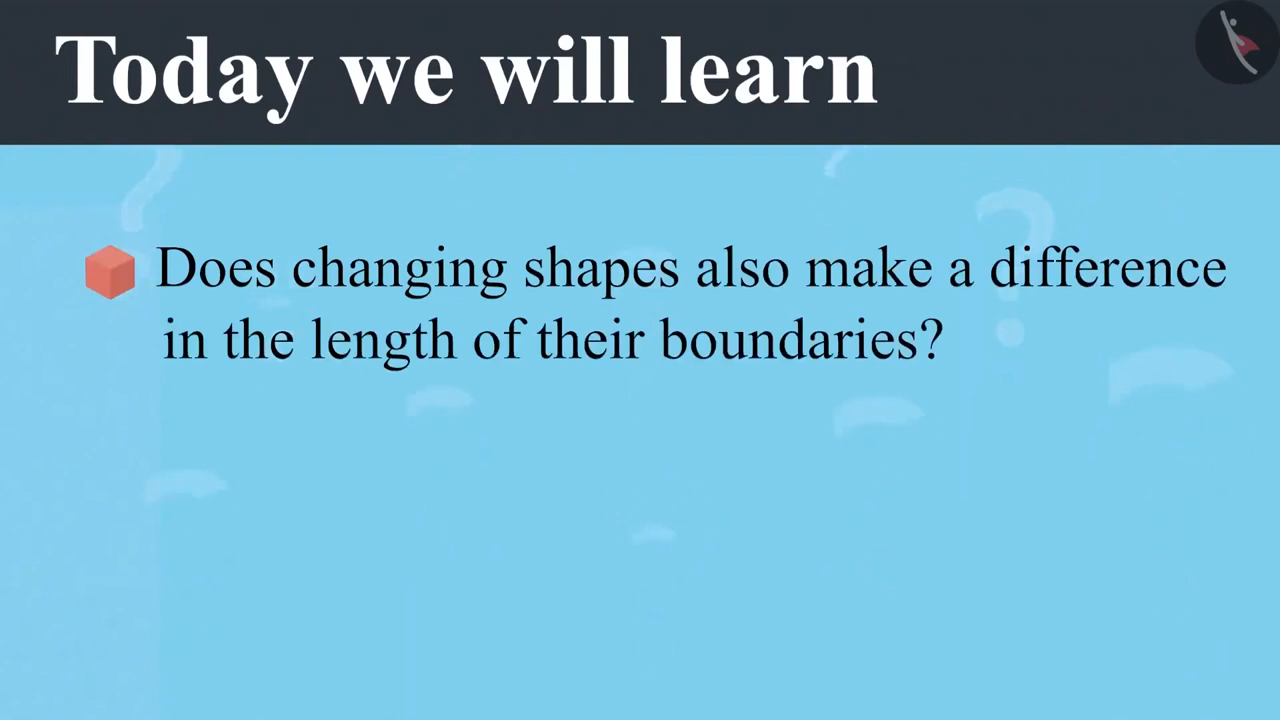 Today we will learn
Does changing shapes also make a difference
in the length of their boundaries?